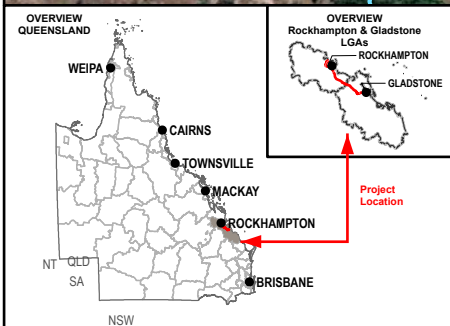 OVERVIEW
QUEENSLAND
WEIPA
CAIRNS
TOWNSVILLE
MACKAY
ROCKHAMPTON
BRISBANE
NT
QLD
SA
NSW
OVERVIEW
Rockhampton & Gladstone
LGAs
ROCKHAMPTON
GLADSTONE
Project
Location